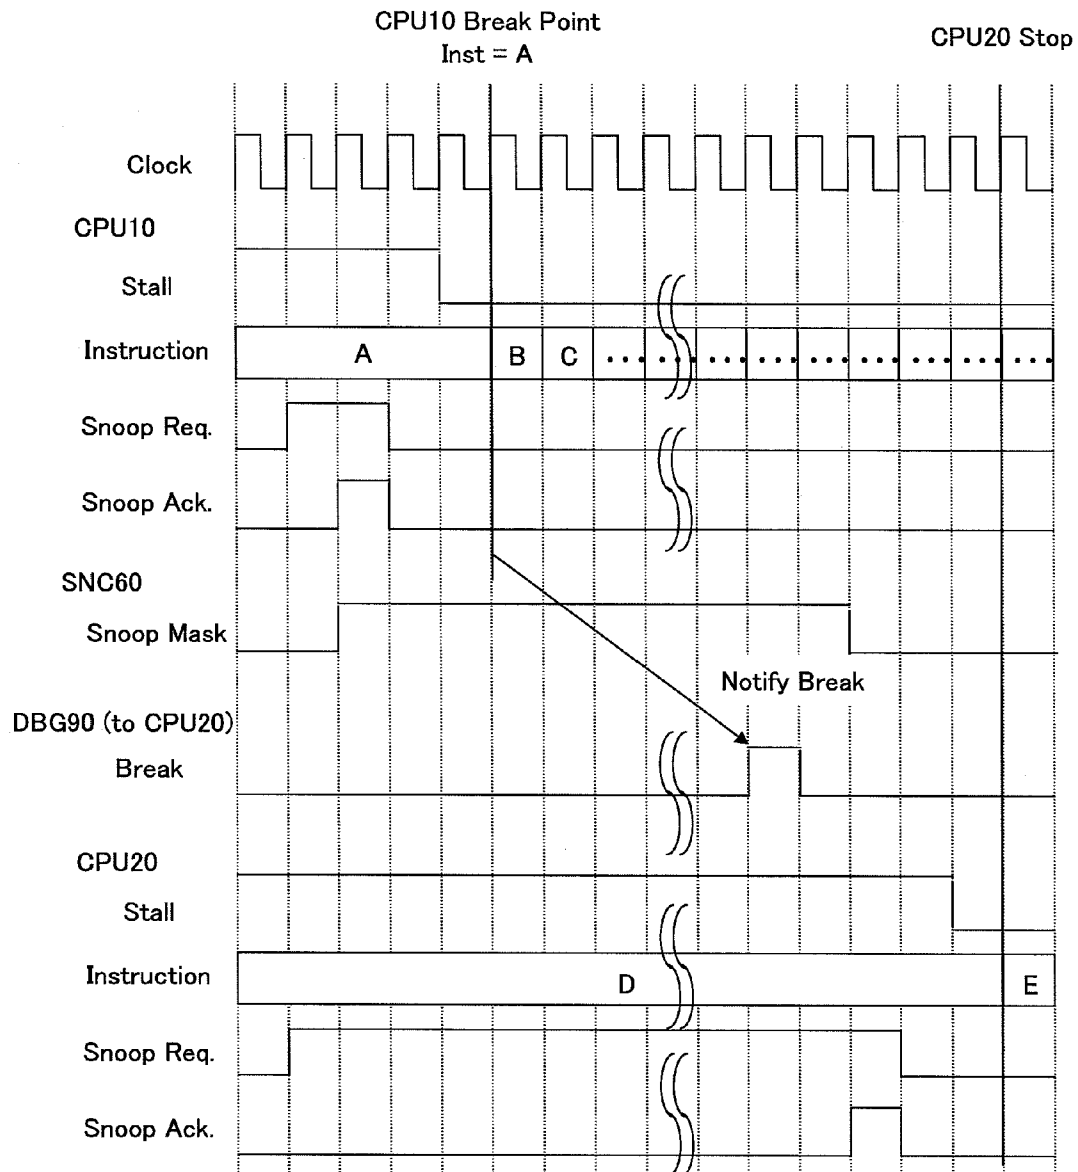 CPU10 Break Point
Inst = A
CPU20 Stop
Clock
CPU10
Stall
Instruction
A
B
C
Snoop Req.
Snoop Ack.
SNC60
Snoop Mask
Notify Break
DBG90 (to CPU20)
Break
CPU20
Stall
Instruction
D
E
Snoop Req.
Snoop Ack.